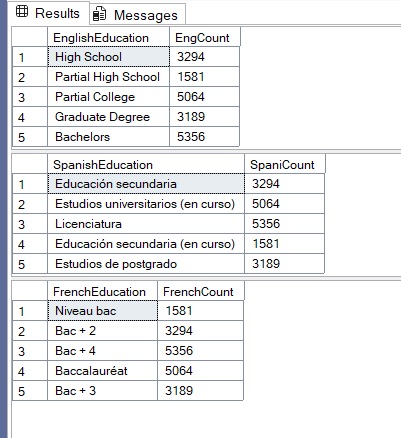 Results Messages
EnglishEducation EngCount
1 High School 3294
2 Partial High School 1581
3 Partial College 5064
4 Graduate Degree 3189
5 Bachelors 5356
SpanishEducation SpaniCount
1 Educación secundaria 3294
2 Estudios universitarios (en curso) 5064
3 Licenciatura 5356
4 Educación secundaria (en curso) 1581
5 Estudios de postgrado 3189
FrenchEducation FrenchCount
1 Niveau bac 1581
2 Bac + 2 3294
3 Bac + 4 5356
4 Baccalauréat 5064
5 Bac + 3 3189